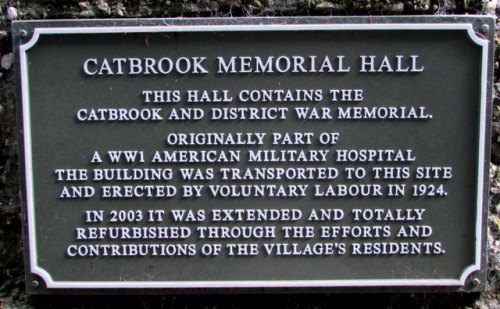 CATBROOK MEMORIAL HALL
THIS HALL CONTAINS THE
CATBROOK AND DISTRICT WAR MEMORIAL.
ORIGINALLY PART OF
A WW1 AMERICAN MILITARY HOSPITAL
THE BUILDING WAS TRANSPORTED TO THIS SITE
AND ERECTED BY VOLUNTARY LABOUR IN 1924.
IN 2003 IT WAS EXTENDED AND TOTALLY
REFURBISHED THROUGH THE EFFORTS AND
CONTRIBUTIONS OF THE VILLAGE'S RESIDENTS.